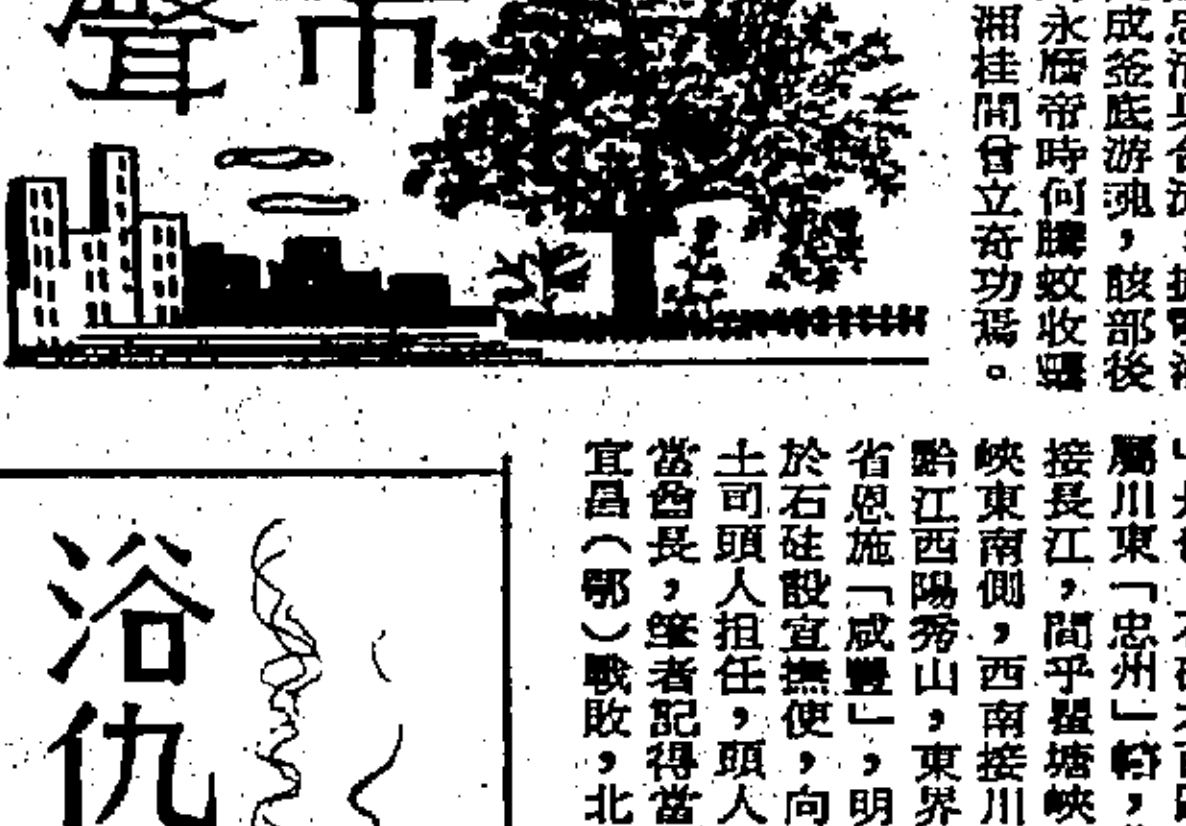 成釜底游魂，該部後
永曆帝時何騰蛟收編
湘桂間曾立奇功焉。
屬川東「忠州」轄，
接長江，間乎瞿塘峽
峽東南側，西南接川
黔江西陽秀山，東界
省恩施「咸豐」，明
於石砫設宣撫使，向
土司頭人担任，頭人
當酋長，筆者記得當
宜昌（鄂）戰敗，北
市聲
浴
仇